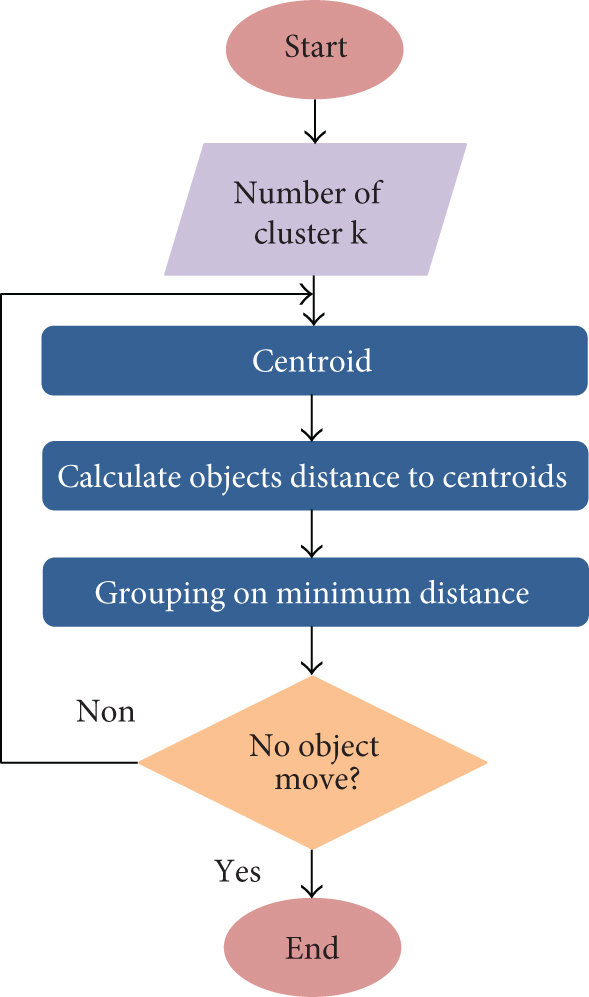 Start
Number of
cluster k
Centroid
Calculate objects distance to centroids
Grouping on minimum distance
Non
No object
move?
Yes
End